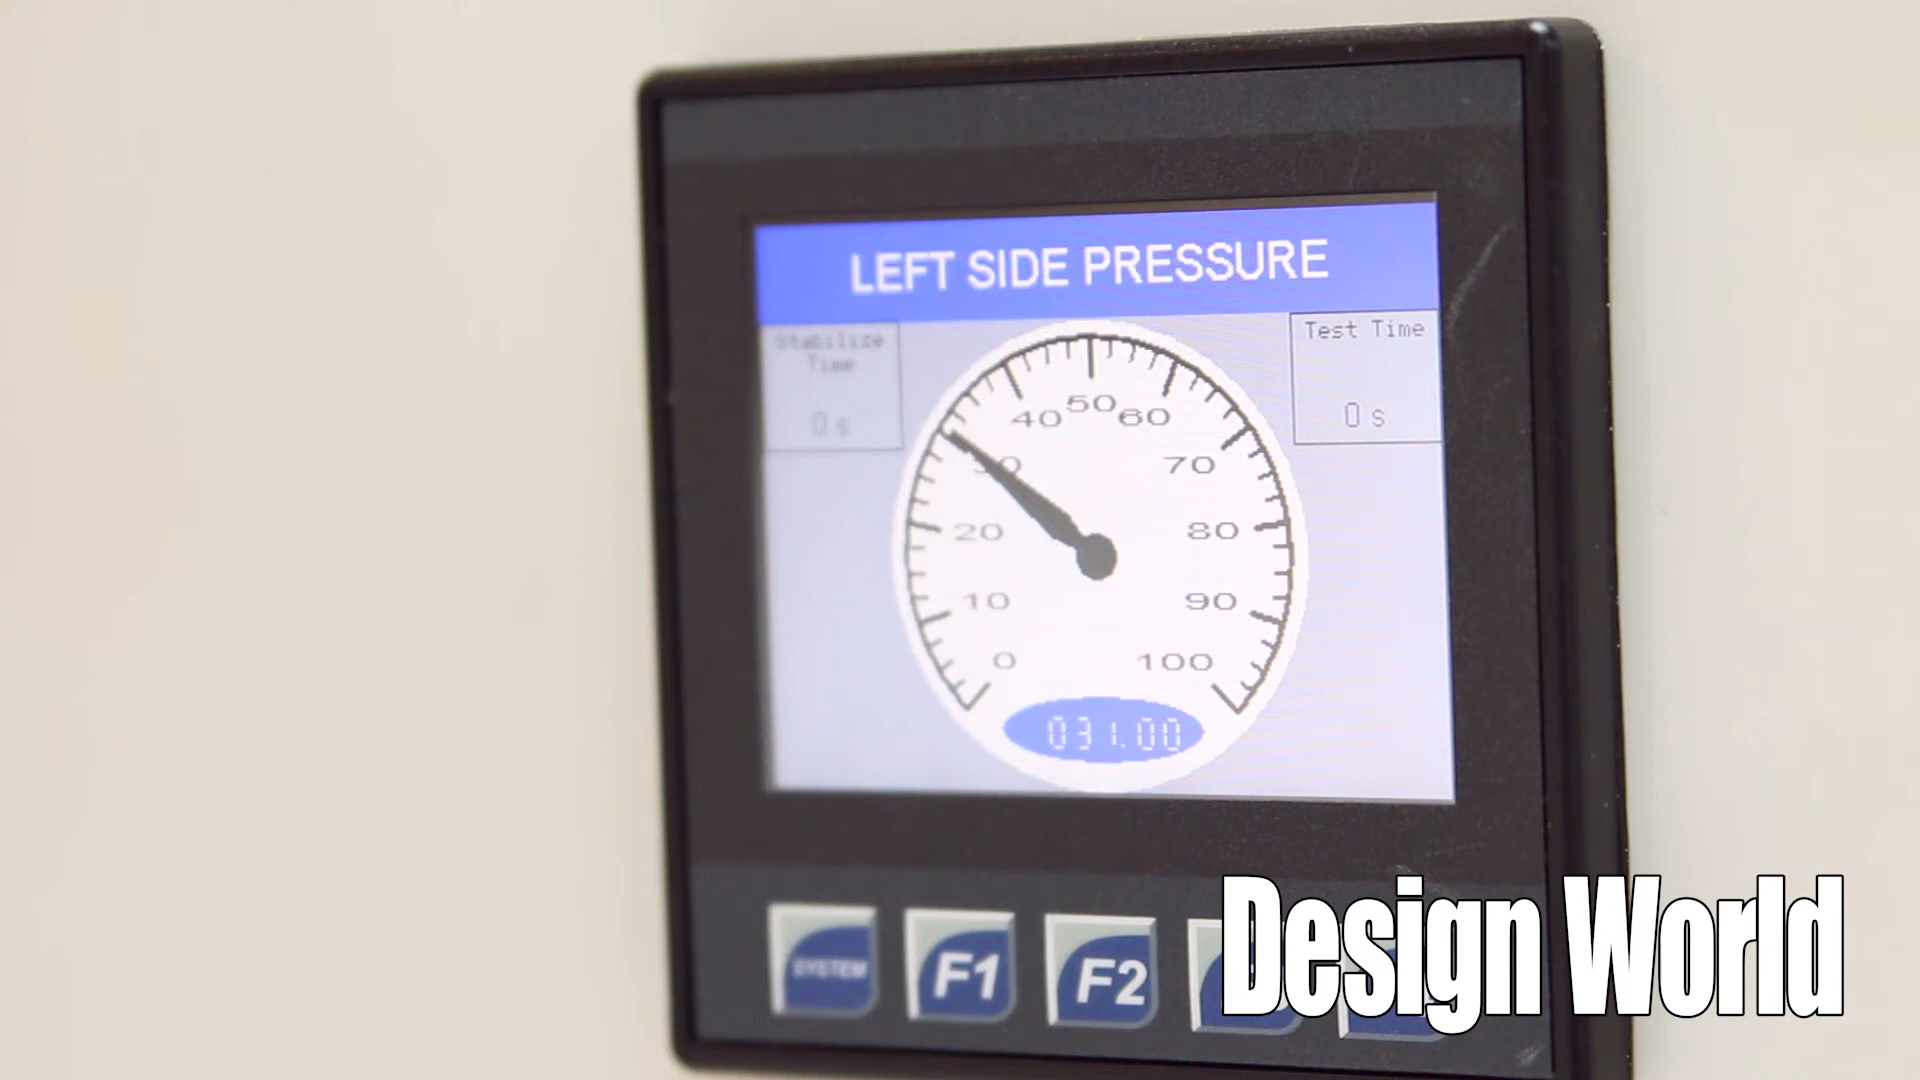 LEFT SIDE PRESSURE
Stabilize
Time
0 s
Test Time
0 s
50
40
60
30
70
20
80
10
90
0
100
031.00
SYSTEM
F1
F2
Design World